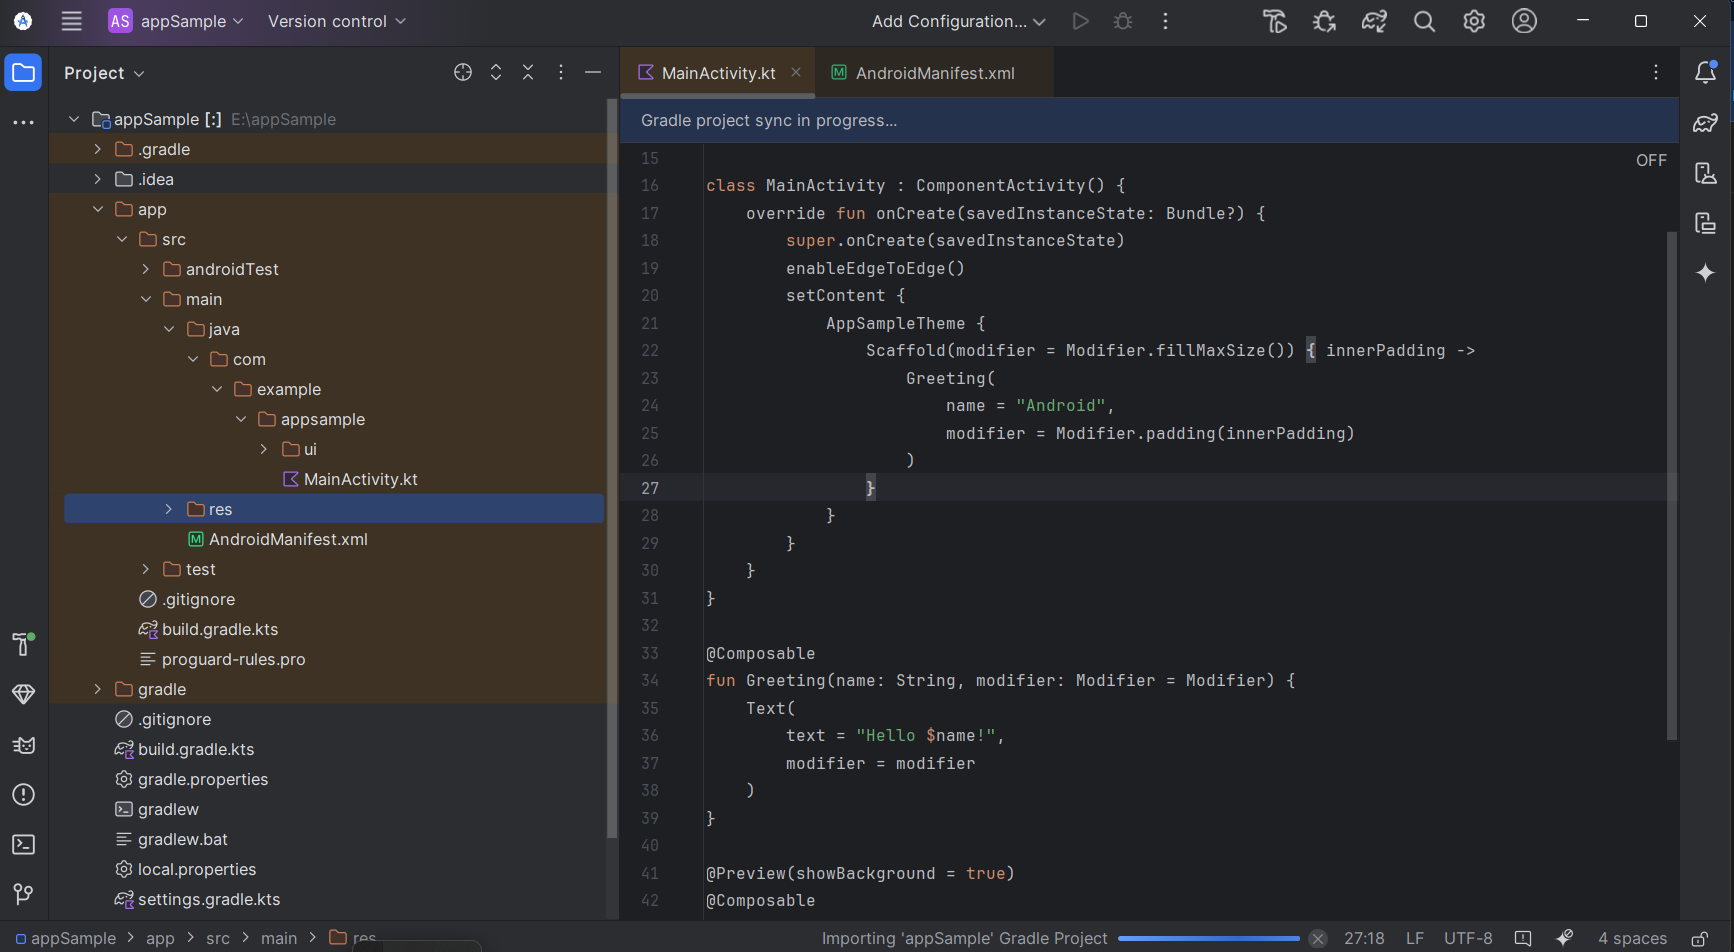 AS appSample Version control Add Configuration...
Project
MainActivity.kt AndroidManifest.xml
appSample [:] E:\appSample
.gradle
.idea
app
src
androidTest
main
java
com
example
appsample
ui
MainActivity.kt
res
AndroidManifest.xml
test
.gitignore
build.gradle.kts
proguard-rules.pro
gradle
.gitignore
build.gradle.kts
gradle.properties
gradlew
gradlew.bat
local.properties
settings.gradle.kts
Gradle project sync in progress...
OFF
15
16 class MainActivity : ComponentActivity() {
17 override fun onCreate(savedInstanceState: Bundle?) {
18 super.onCreate(savedInstanceState)
19 enableEdgeToEdge()
20 setContent {
21 AppSampleTheme {
22 Scaffold(modifier = Modifier.fillMaxSize()) { innerPadding ->
23 Greeting(
24 name = "Android",
25 modifier = Modifier.padding(innerPadding)
26 )
27 }
28 }
29 }
30 }
31 }
32
33 @Composable
34 fun Greeting(name: String, modifier: Modifier = Modifier) {
35 Text(
36 text = "Hello $name!",
37 modifier = modifier
38 )
39 }
40
41 @Preview(showBackground = true)
42 @Composable
appSample > app > src > main > res
Importing 'appSample' Gradle Project 27:18 LF UTF-8 4 spaces